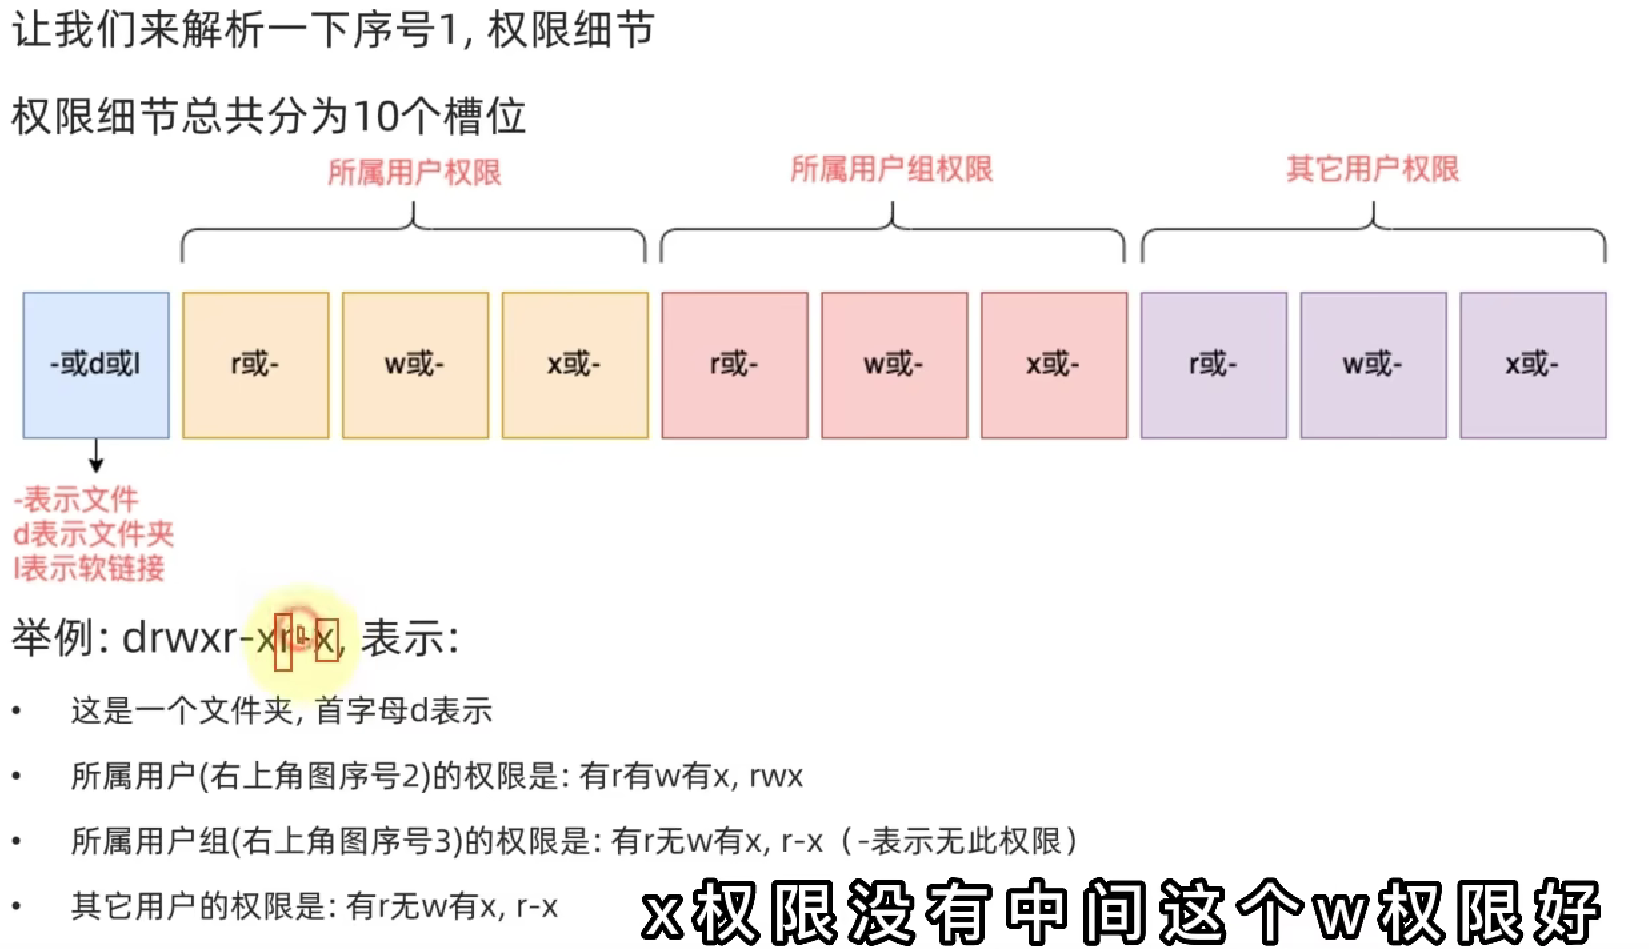 让我们来解析一下序号1, 权限细节
权限细节总共分为10个槽位
所属用户权限 所属用户组权限 其它用户权限
-或d或l r或- w或- x或- r或- w或- x或- r或- w或- x或-
-表示文件
d表示文件夹
l表示软链接
举例: drwxr-xr-x, 表示:
• 这是一个文件夹, 首字母d表示
• 所属用户(右上角图序号2)的权限是: 有r有w有x, rwx
• 所属用户组(右上角图序号3)的权限是: 有r无w有x, r-x（-表示无此权限）
• 其它用户的权限是: 有r无w有x, r-x
x权限没有中间这个w权限好